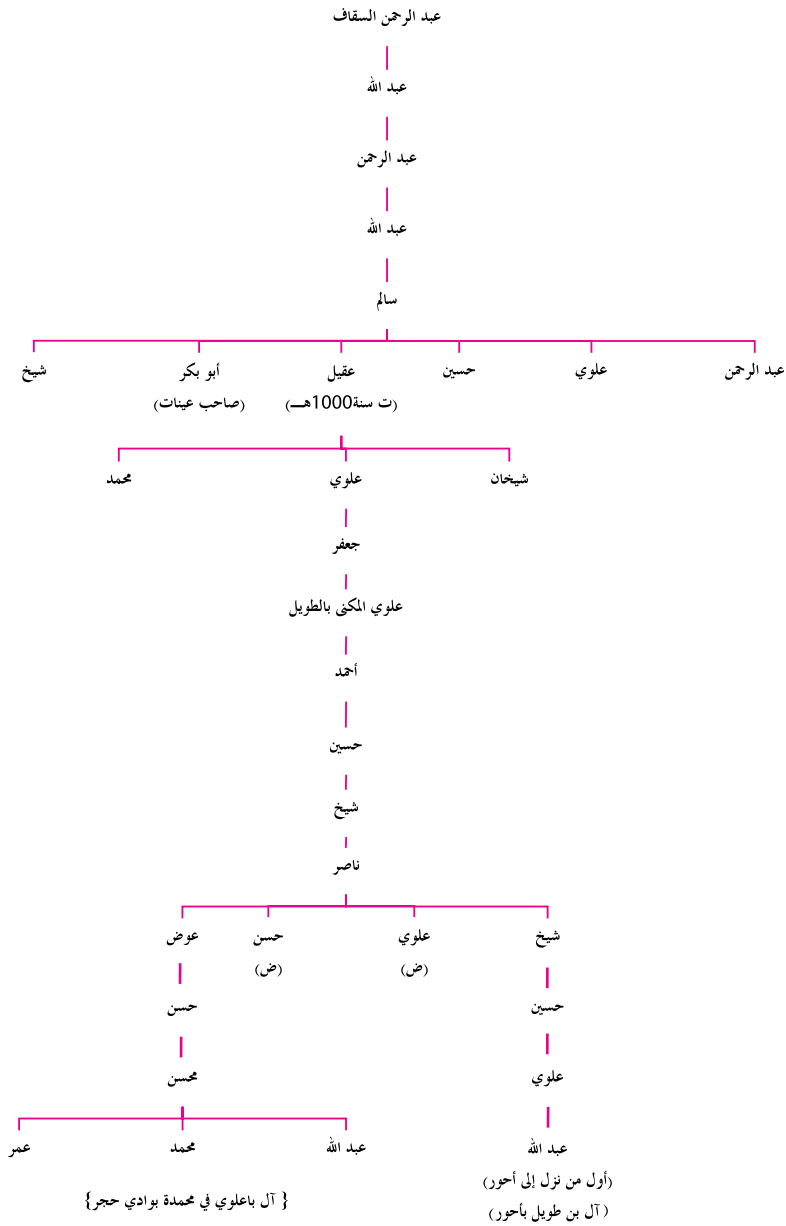 عبد الرحمن السقاف
عبد الله
عبد الرحمن
عبد الله
سالم
عبد الرحمن علوي حسين عقيل أبو بكر شيخ
(ت سنة1000هـ) (صاحب عينات)
شيخان علوي محمد
جعفر
علوي المكنى بالطويل
أحمد
حسين
شيخ
ناصر
شيخ علوي حسن عوض
(ض) (ض)
حسين حسن
علوي محسن
عبد الله عبد الله محمد عمر
(أول من نزل إلى أحور)
{ آل باعلوي في محمدة بوادي حجر}
(آل بن طويل بأحور)